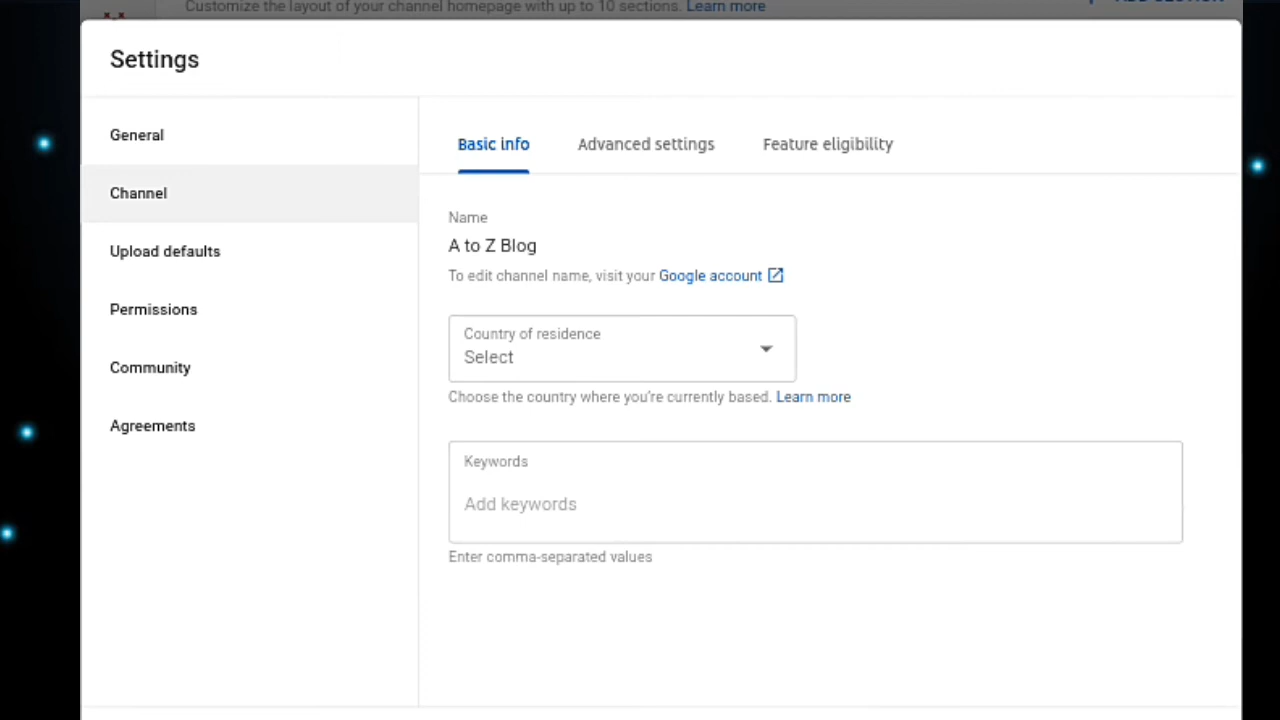 Customize the layout of your channel homepage with up to 10 sections. Learn more
ADD SECTION
Settings
General
Channel
Upload defaults
Permissions
Community
Agreements
Basic info
Advanced settings
Feature eligibility
Name
A to Z Blog
To edit channel name, visit your Google account
Country of residence
Select
Choose the country where you're currently based. Learn more
Keywords
Add keywords
Enter comma-separated values